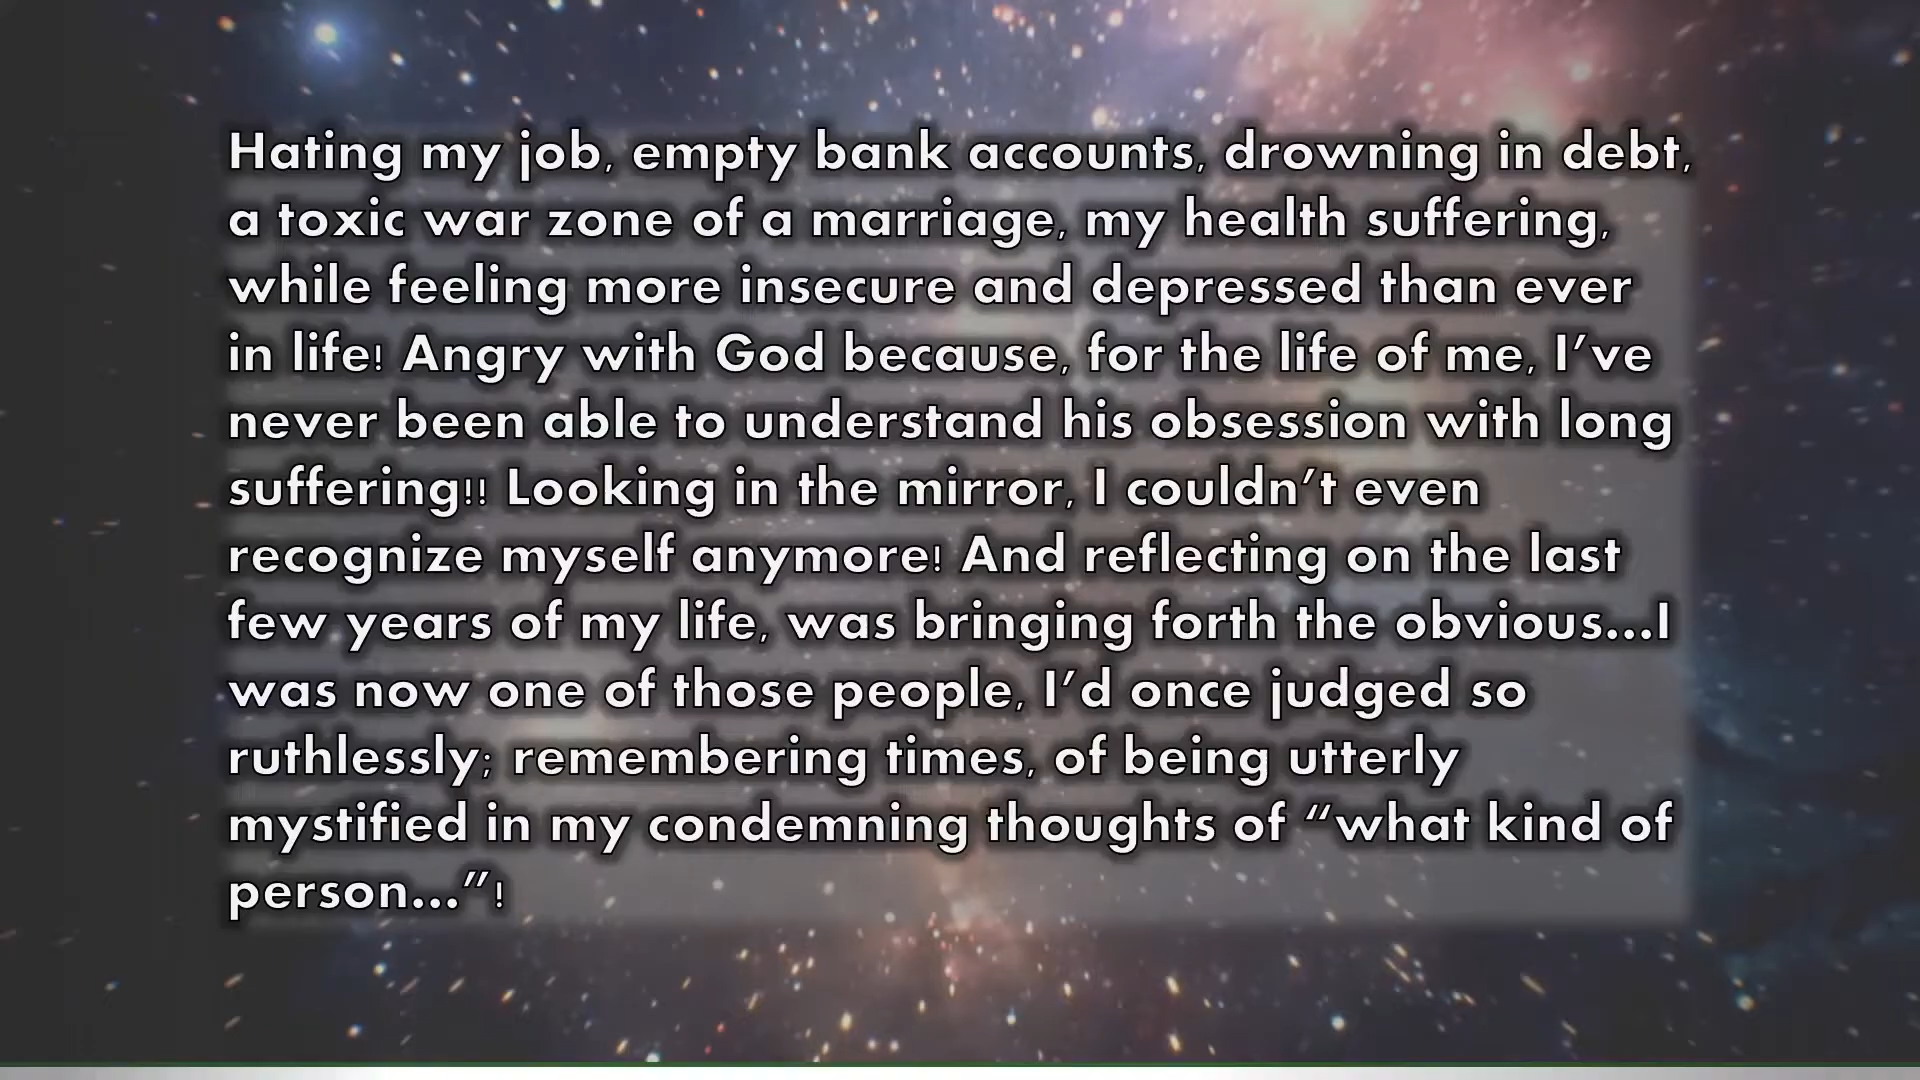 Hating my job, empty bank accounts, drowning in debt,
a toxic war zone of a marriage, my health suffering,
while feeling more insecure and depressed than ever
in life! Angry with God because, for the life of me, I’ve
never been able to understand his obsession with long
suffering!! Looking in the mirror, I couldn’t even
recognize myself anymore! And reflecting on the last
few years of my life, was bringing forth the obvious...I
was now one of those people, I’d once judged so
ruthlessly; remembering times, of being utterly
mystified in my condemning thoughts of “what kind of
person...”!